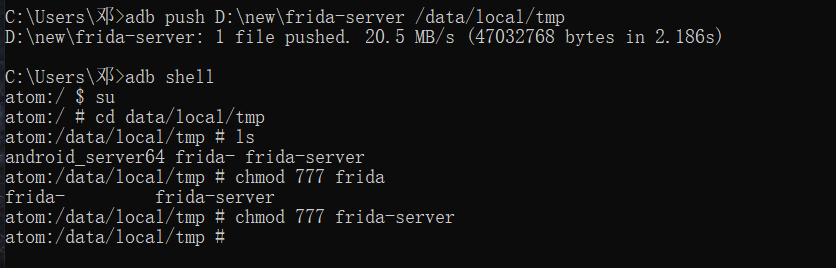 C:\Users\邓>adb push D:\new\frida-server /data/local/tmp
D:\new\frida-server: 1 file pushed. 20.5 MB/s (47032768 bytes in 2.186s)
C:\Users\邓>adb shell
atom:/ $ su
atom:/ # cd data/local/tmp
atom:/data/local/tmp # ls
android_server64 frida- frida-server
atom:/data/local/tmp # chmod 777 frida
frida-         frida-server
atom:/data/local/tmp # chmod 777 frida-server
atom:/data/local/tmp #